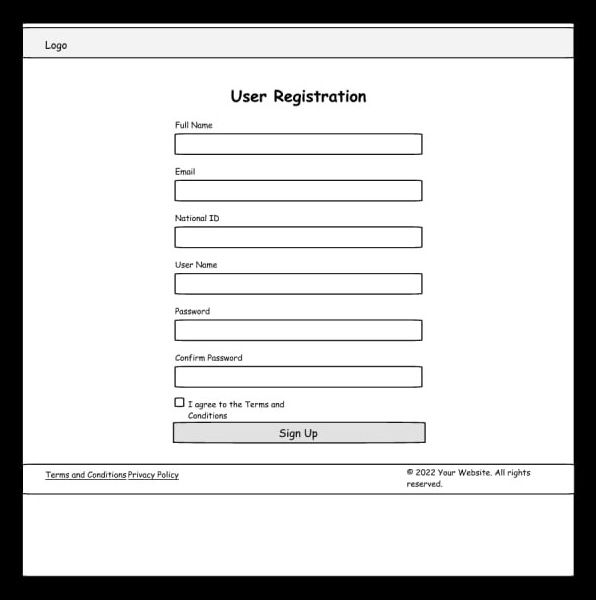 Logo
User Registration
Full Name
Email
National ID
User Name
Password
Confirm Password
I agree to the Terms and
Conditions
Sign Up
Terms and Conditions Privacy Policy
© 2022 Your Website. All rights
reserved.